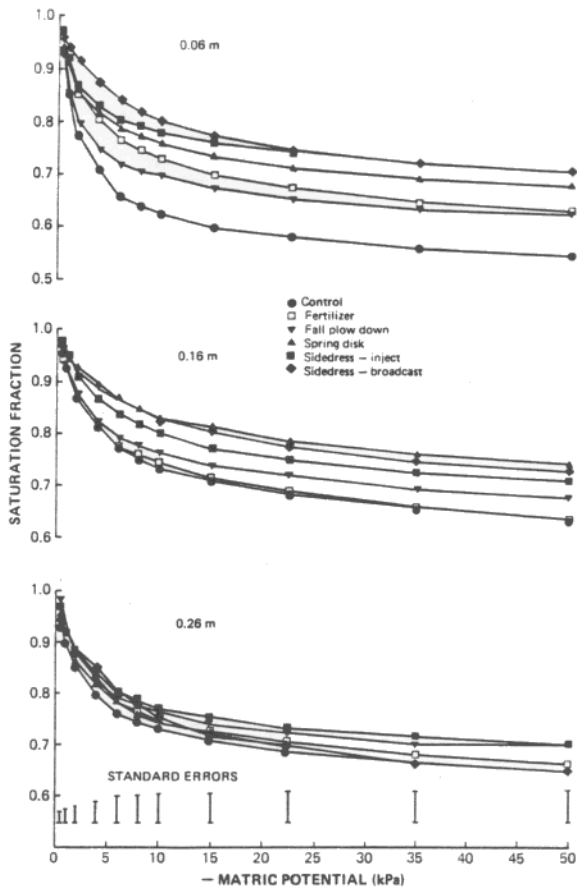 1.0
0.06 m
0.9
0.8
0.7
0.6
0.5
Control
Fertilizer
Fall plow down
Spring disk
Sidedress – inject
Sidedress – broadcast
SATURATION FRACTION
1.0
0.16 m
0.9
0.8
0.7
0.6
1.0
0.26 m
0.9
0.8
0.7
0.6
STANDARD ERRORS
0 5 10 15 20 25 30 35 40 45 50
– MATRIC POTENTIAL (kPa)